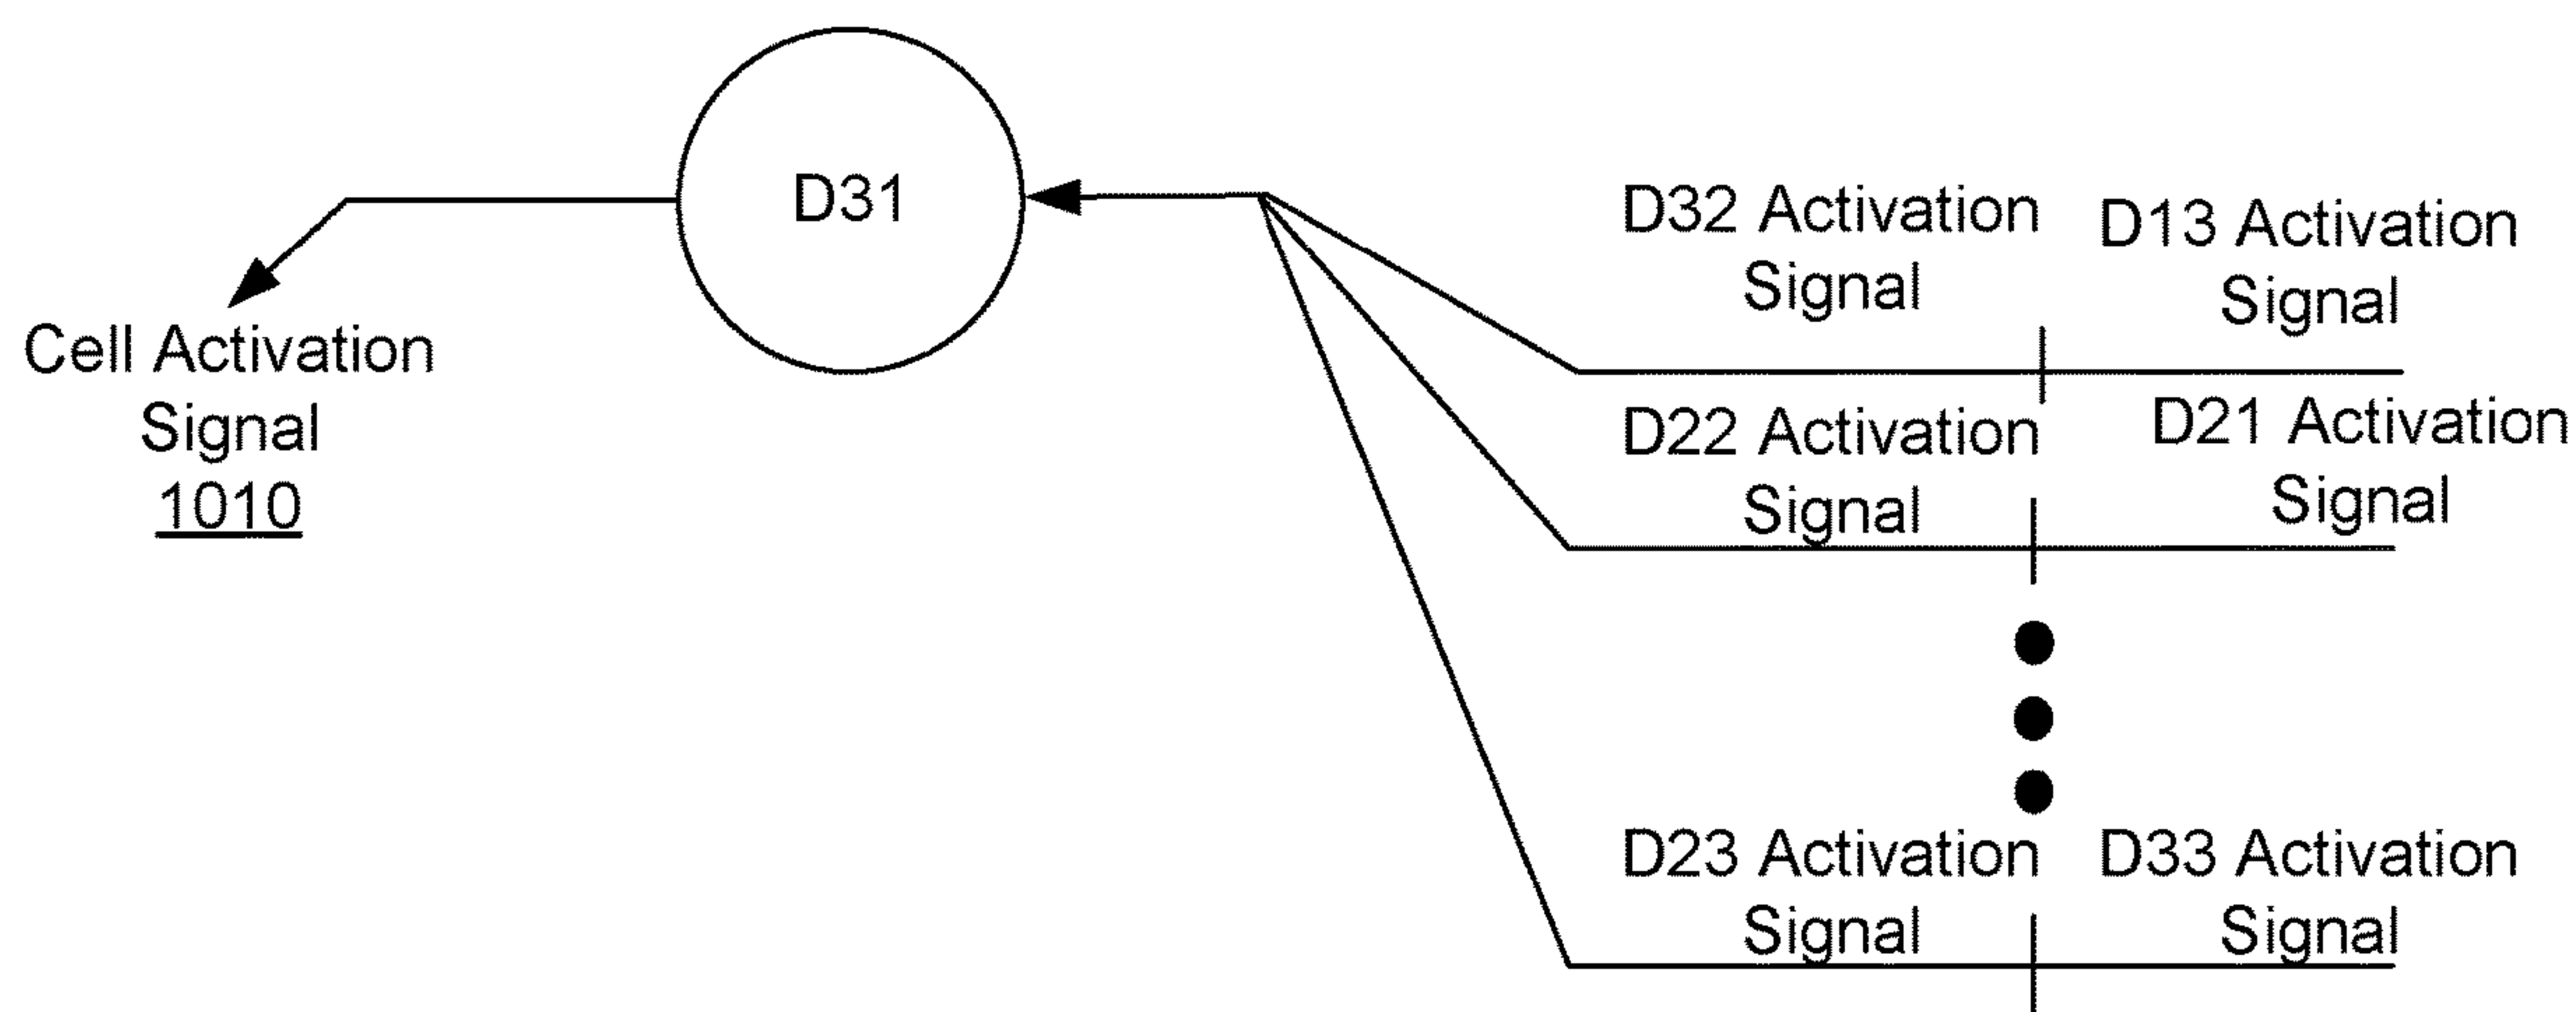 D31
Cell Activation
Signal
1010
D32 Activation
Signal
D13 Activation
Signal
D22 Activation
Signal
D21 Activation
Signal
D23 Activation
Signal
D33 Activation
Signal